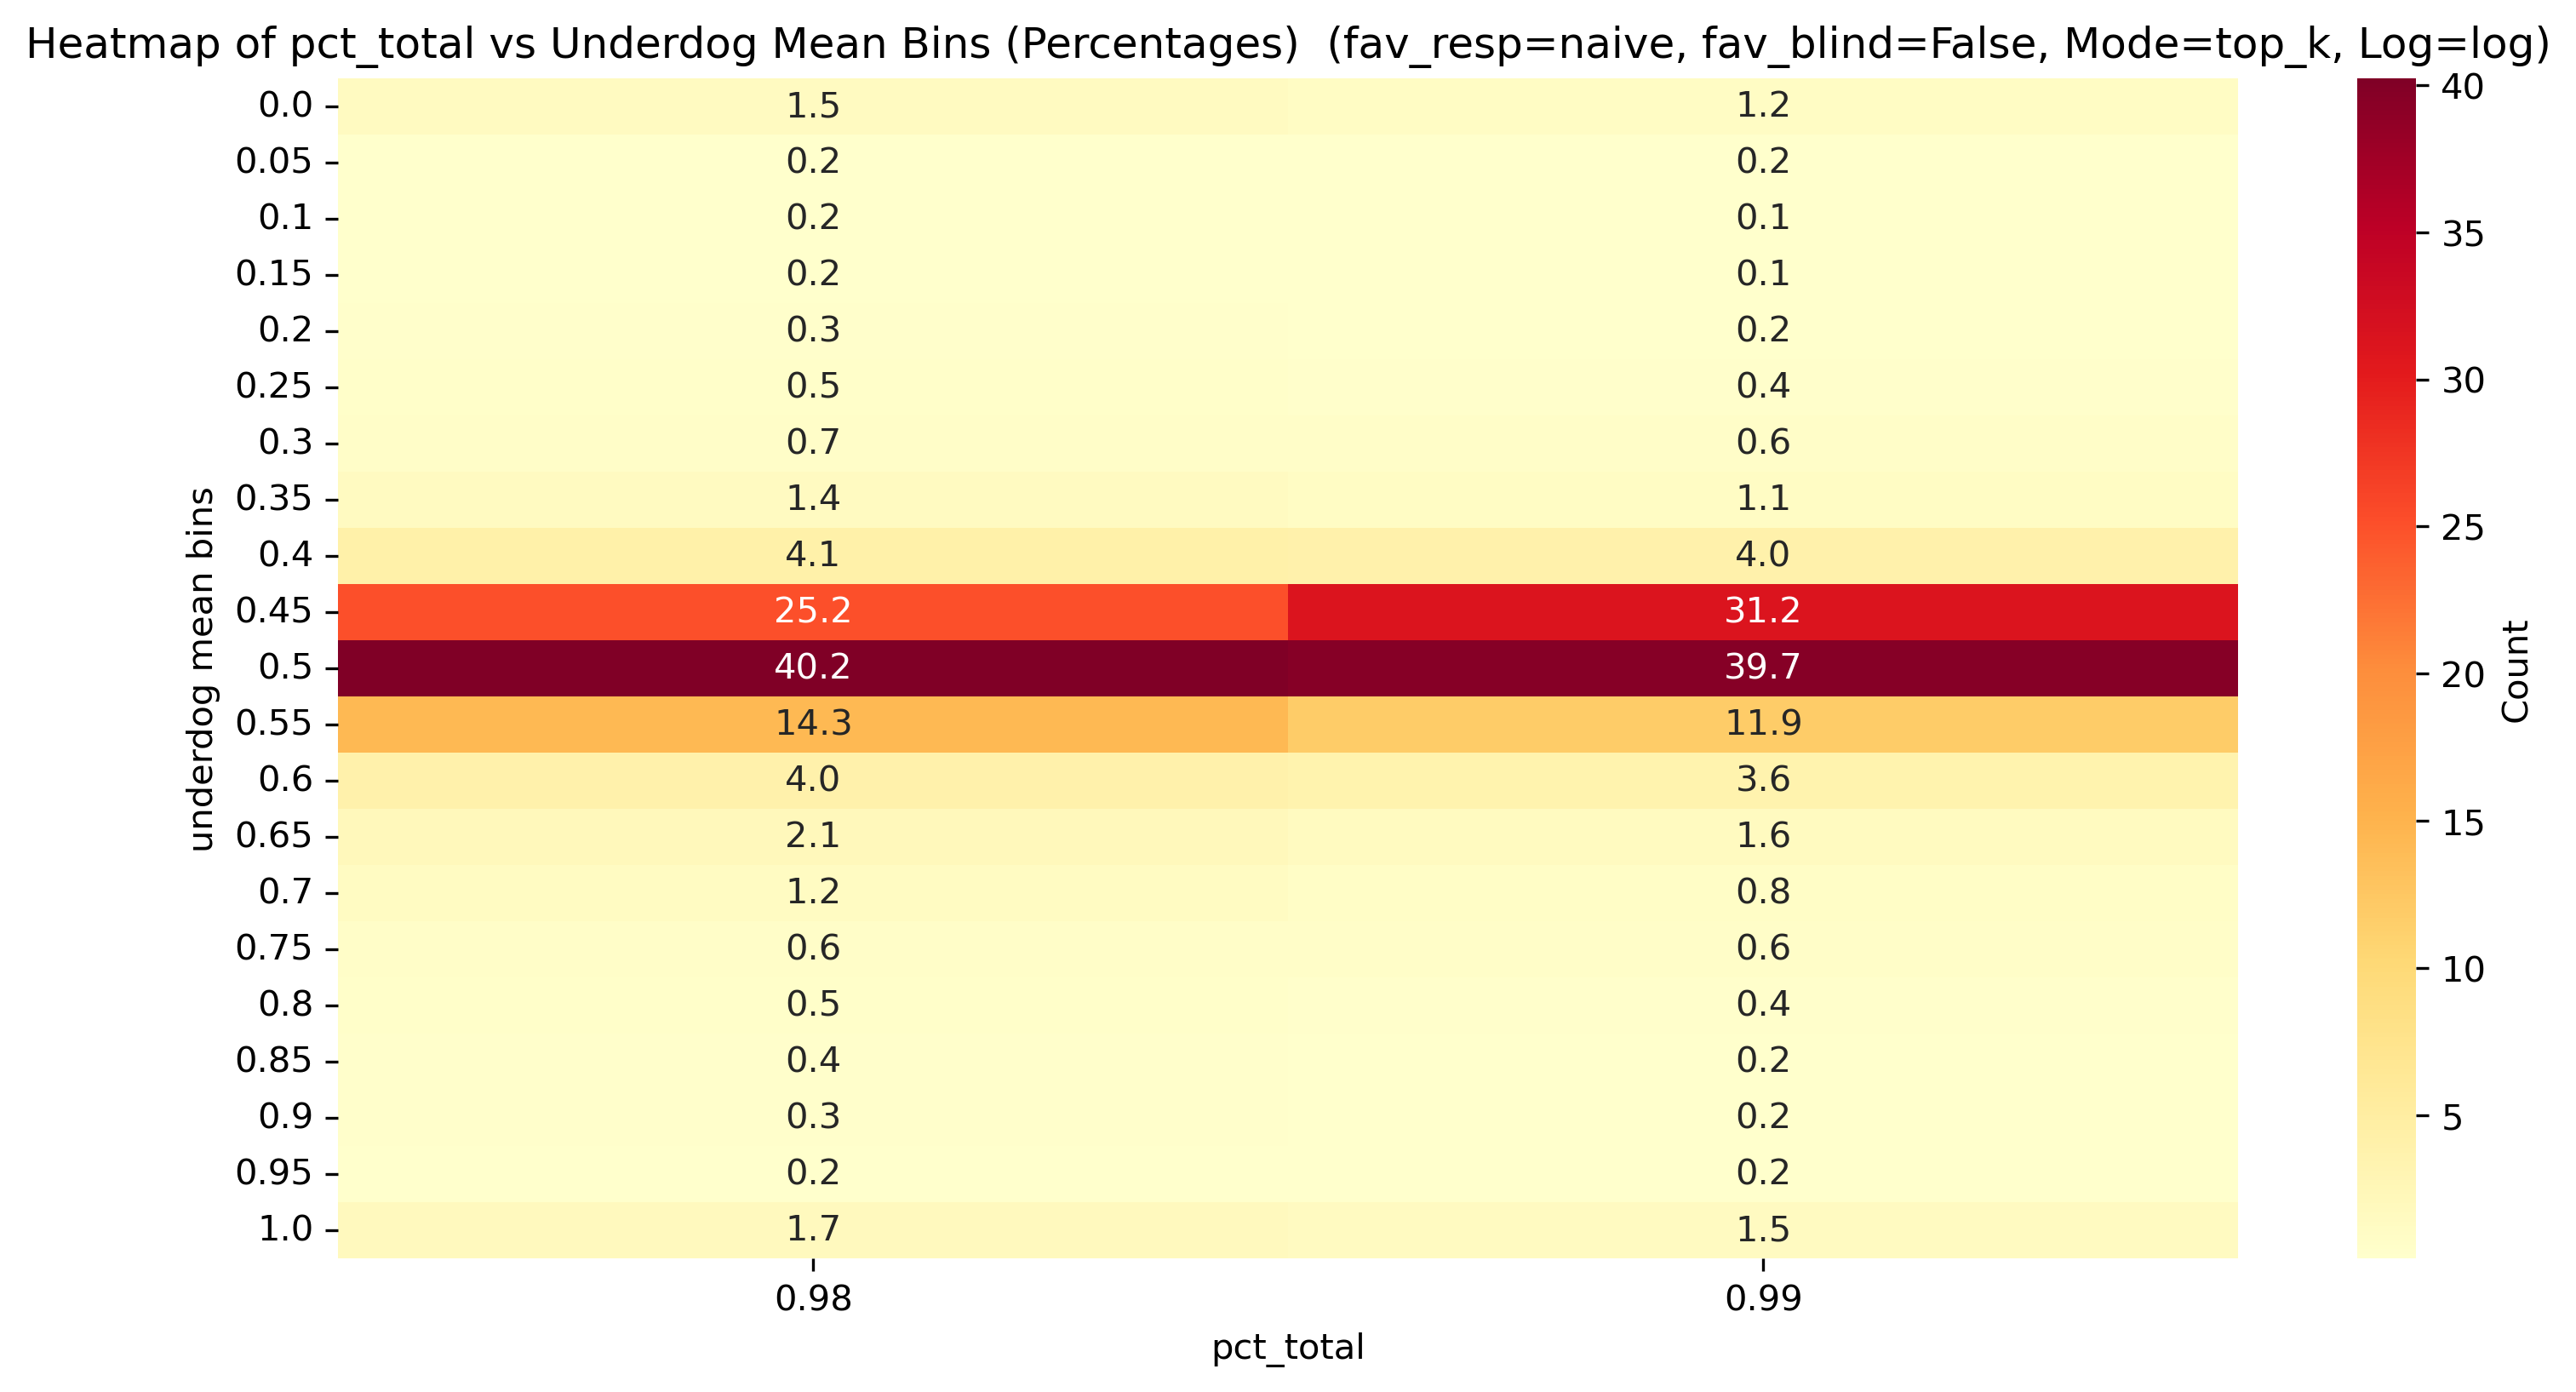 Heatmap of pct_total vs Underdog Mean Bins (Percentages)  (fav_resp=naive, fav_blind=False, Mode=top_k, Log=log)
0.0 1.5 1.2
0.05 0.2 0.2
0.1 0.2 0.1
0.15 0.2 0.1
0.2 0.3 0.2
0.25 0.5 0.4
0.3 0.7 0.6
0.35 1.4 1.1
0.4 4.1 4.0
0.45 25.2 31.2
0.5 40.2 39.7
0.55 14.3 11.9
0.6 4.0 3.6
0.65 2.1 1.6
0.7 1.2 0.8
0.75 0.6 0.6
0.8 0.5 0.4
0.85 0.4 0.2
0.9 0.3 0.2
0.95 0.2 0.2
1.0 1.7 1.5
underdog mean bins
0.98 0.99
pct_total
40
35
30
25
20
15
10
5
Count